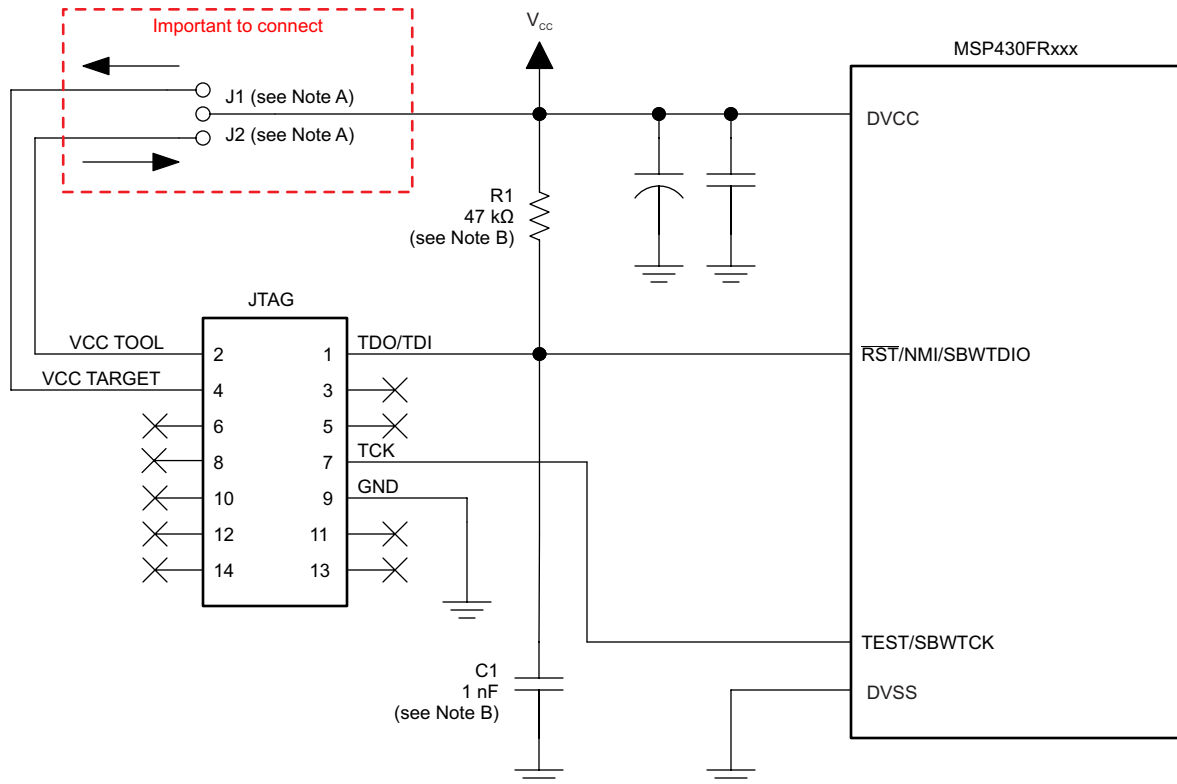 Important to connect
V_CC
MSP430FRxxx
J1 (see Note A)
J2 (see Note A)
DVCC
R1
47 kΩ
(see Note B)
JTAG
VCC TOOL
2
1
TDO/TDI
R̅S̅T̅/NMI/SBWTDIO
VCC TARGET
4
3
6
5
8
7
TCK
10
9
GND
12
11
14
13
TEST/SBWTCK
C1
1 nF
(see Note B)
DVSS